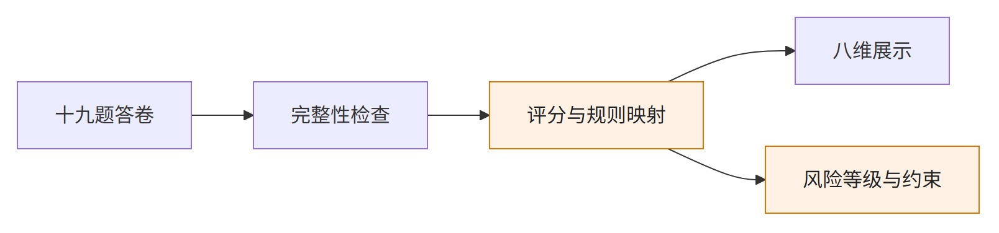 十九题答卷
完整性检查
评分与规则映射
八维展示
风险等级与约束